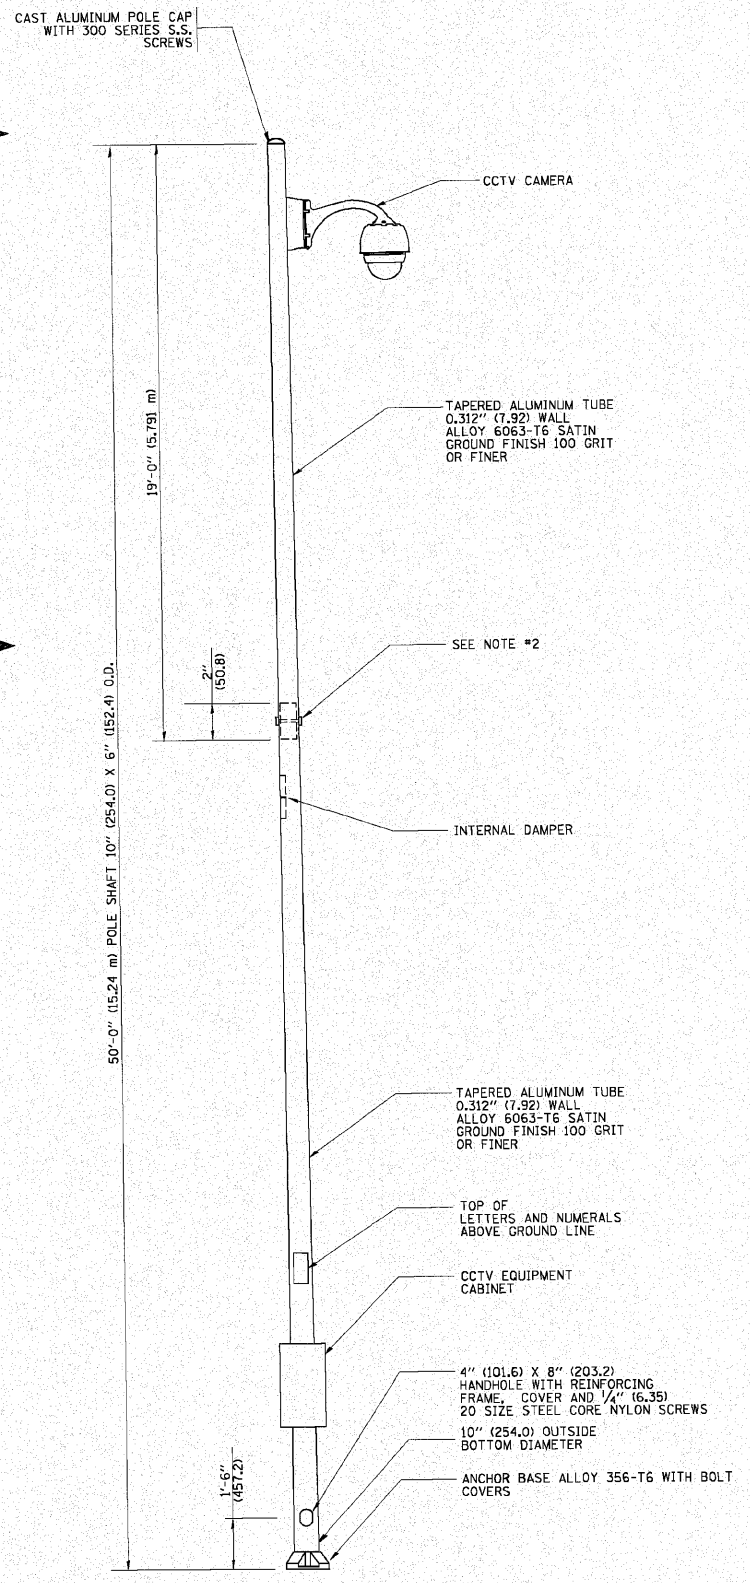 CAST ALUMINUM POLE CAP
WITH 300 SERIES S.S.
SCREWS
CCTV CAMERA
19'-0" (5.791 m)
TAPERED ALUMINUM TUBE
0.312" (7.92) WALL
ALLOY 6063-T6 SATIN
GROUND FINISH 100 GRIT
OR FINER
SEE NOTE #2
2"
(50.8)
50'-0" (15.24 m) POLE SHAFT 10" (254.0) X 6" (152.4) O.D.
INTERNAL DAMPER
TAPERED ALUMINUM TUBE
0.312" (7.92) WALL
ALLOY 6063-T6 SATIN
GROUND FINISH 100 GRIT
OR FINER
TOP OF
LETTERS AND NUMERALS
ABOVE GROUND LINE
CCTV EQUIPMENT
CABINET
4" (101.6) X 8" (203.2)
HANDHOLE WITH REINFORCING
FRAME, COVER AND 1/4" (6.35)
20 SIZE STEEL CORE NYLON SCREWS
10" (254.0) OUTSIDE
BOTTOM DIAMETER
1'-6"
(457.2)
ANCHOR BASE ALLOY 356-T6 WITH BOLT
COVERS